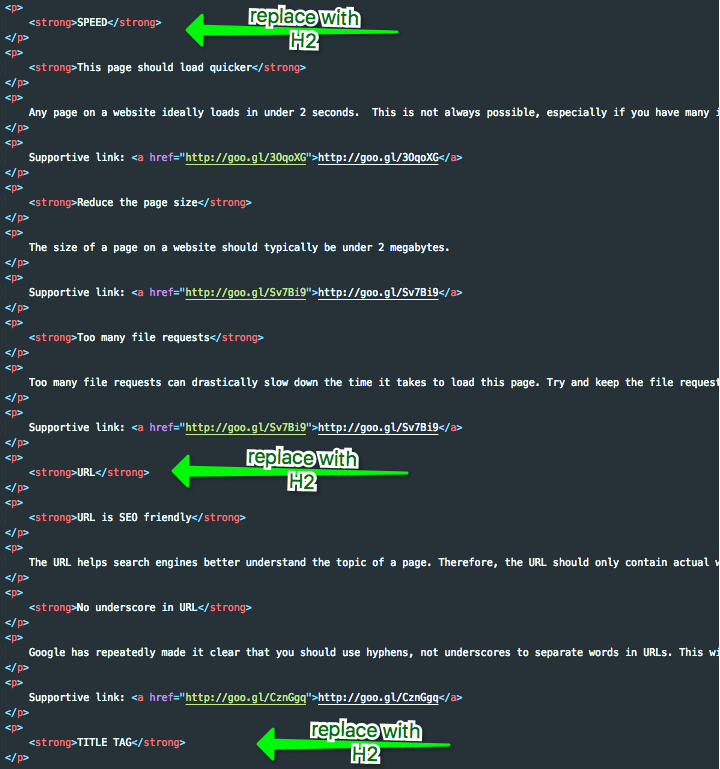 <p>
<strong>SPEED</strong>
replace with
H2
</p>
<p>
<strong>This page should load quicker</strong>
</p>
<p>
Any page on a website ideally loads in under 2 seconds.  This is not always possible, especially if you have many i
</p>
<p>
Supportive link: <a href="http://goo.gl/3OqoXG">http://goo.gl/3OqoXG</a>
</p>
<p>
<strong>Reduce the page size</strong>
</p>
<p>
The size of a page on a website should typically be under 2 megabytes.
</p>
<p>
Supportive link: <a href="http://goo.gl/Sv7Bi9">http://goo.gl/Sv7Bi9</a>
</p>
<p>
<strong>Too many file requests</strong>
</p>
<p>
Too many file requests can drastically slow down the time it takes to load this page. Try and keep the file request
</p>
<p>
Supportive link: <a href="http://goo.gl/Sv7Bi9">http://goo.gl/Sv7Bi9</a>
</p>
<p>
<strong>URL</strong>
replace with
H2
</p>
<p>
<strong>URL is SEO friendly</strong>
</p>
<p>
The URL helps search engines better understand the topic of a page. Therefore, the URL should only contain actual w
</p>
<p>
<strong>No underscore in URL</strong>
</p>
<p>
Google has repeatedly made it clear that you should use hyphens, not underscores to separate words in URLs. This wi
</p>
<p>
Supportive link: <a href="http://goo.gl/CznGgq">http://goo.gl/CznGgq</a>
</p>
<p>
<strong>TITLE TAG</strong>
replace with
H2
</p>